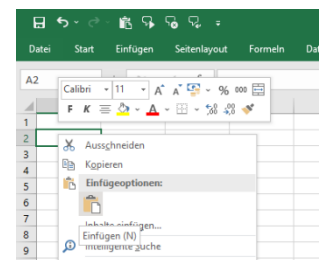 Datei Start Einfügen Seitenlayout Formeln Dat
A2
Calibri 11 A A % 000
F K A
1
2
3
4
5
6
7
8
9
Ausschneiden
Kopieren
Einfügeoptionen:
Inhalte einfügen...
Einfügen (N)
Intelligente Suche